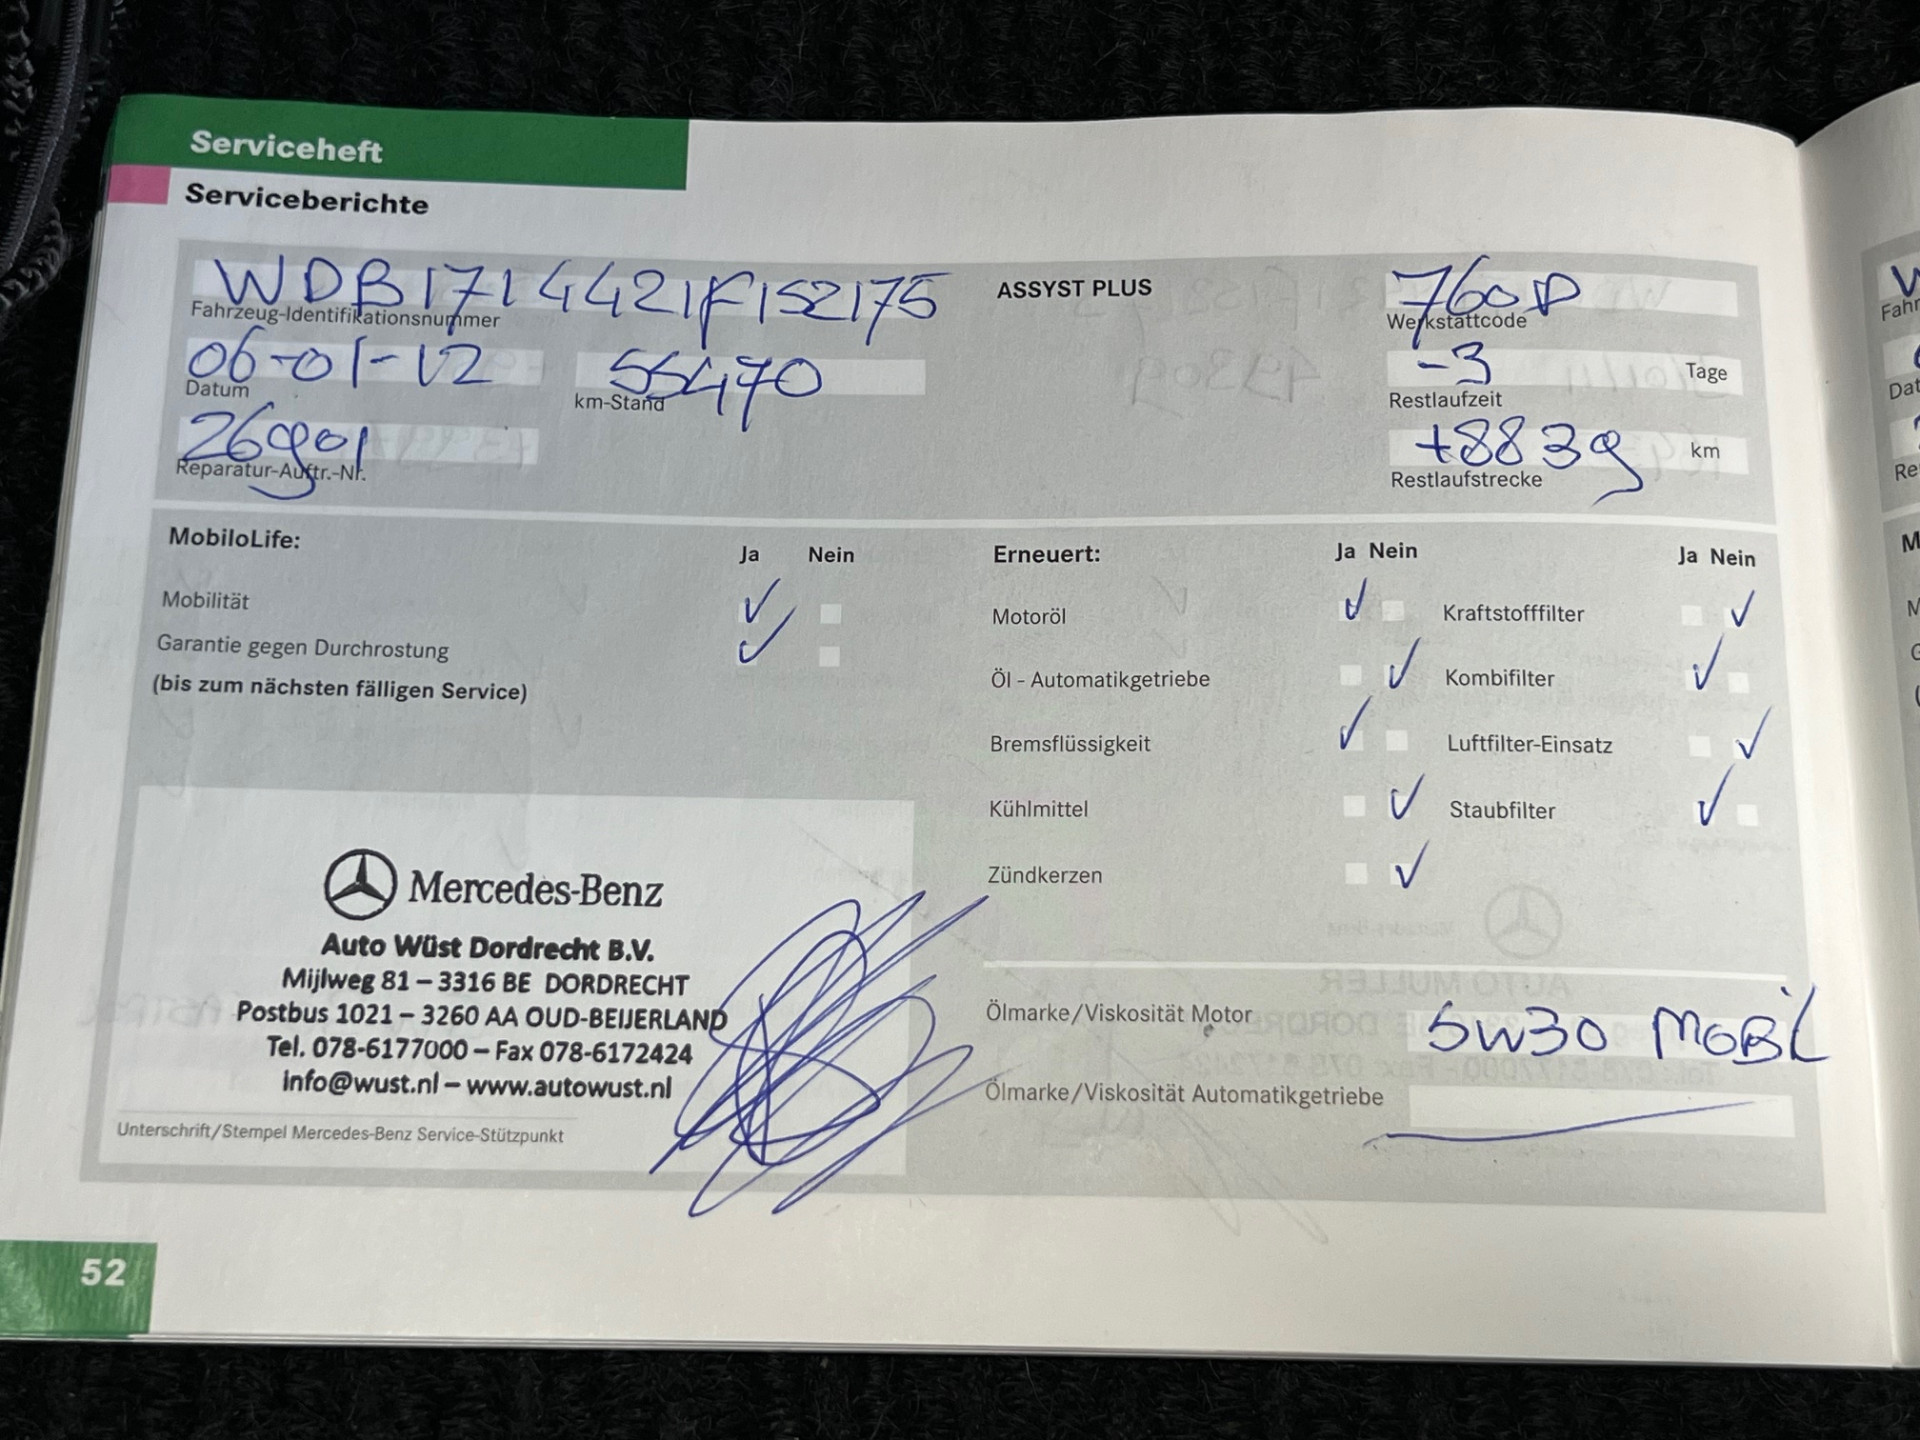 Serviceheft
Serviceberichte
WDB1714421F152175
Fahrzeug-Identifikationsnummer
ASSYST PLUS
760D
Werkstattcode
06-01-12
Datum
55470
km-Stand
-3 Tage
Restlaufzeit
26901
Reparatur-Auftr.-Nr.
+8839 km
Restlaufstrecke
MobiloLife: Ja Nein
Mobilität
Garantie gegen Durchrostung
(bis zum nächsten fälligen Service)
Erneuert: Ja Nein Ja Nein
Motoröl Kraftstofffilter
Öl - Automatikgetriebe Kombifilter
Bremsflüssigkeit Luftfilter-Einsatz
Kühlmittel Staubfilter
Zündkerzen
Mercedes-Benz
Auto Wüst Dordrecht B.V.
Mijlweg 81 – 3316 BE DORDRECHT
Postbus 1021 – 3260 AA OUD-BEIJERLAND
Tel. 078-6177000 – Fax 078-6172424
info@wust.nl – www.autowust.nl
Unterschrift/Stempel Mercedes-Benz Service-Stützpunkt
Ölmarke/Viskosität Motor 5W30 MOBIL
Ölmarke/Viskosität Automatikgetriebe
52